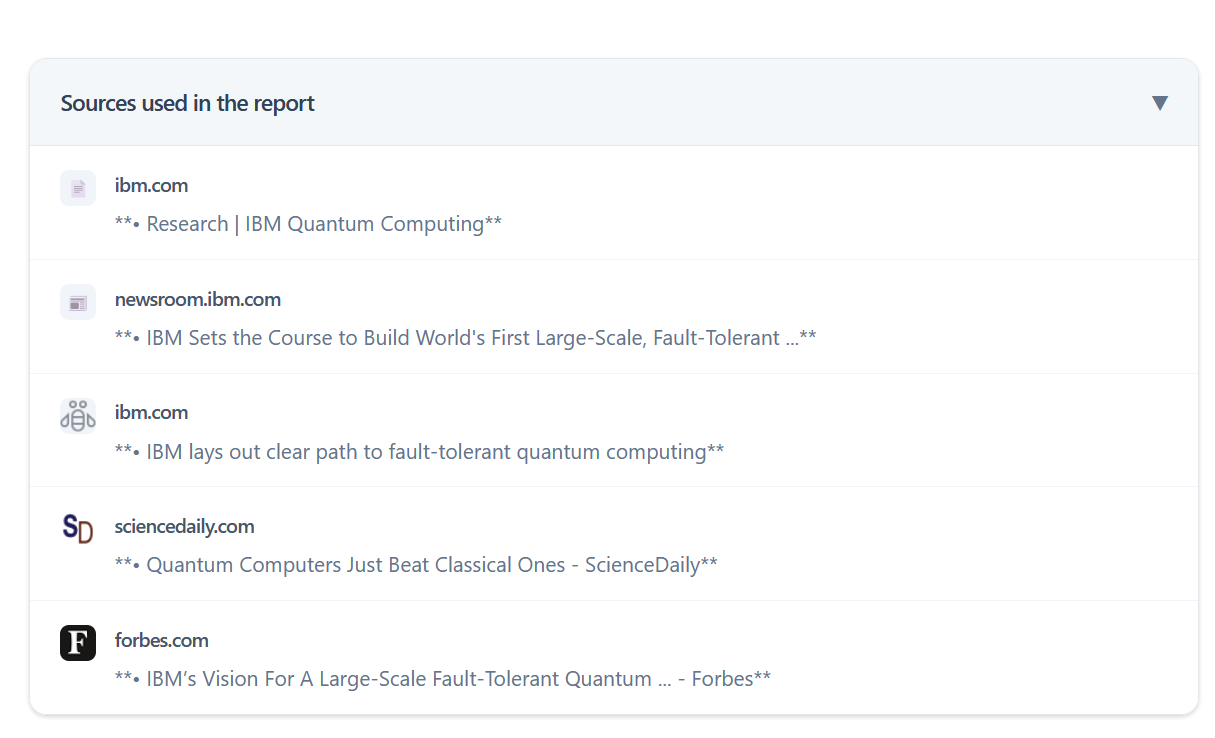 Sources used in the report
▼
ibm.com
**• Research | IBM Quantum Computing**
newsroom.ibm.com
**• IBM Sets the Course to Build World's First Large-Scale, Fault-Tolerant ...**
ibm.com
**• IBM lays out clear path to fault-tolerant quantum computing**
SD
sciencedaily.com
**• Quantum Computers Just Beat Classical Ones - ScienceDaily**
F
forbes.com
**• IBM’s Vision For A Large-Scale Fault-Tolerant Quantum ... - Forbes**